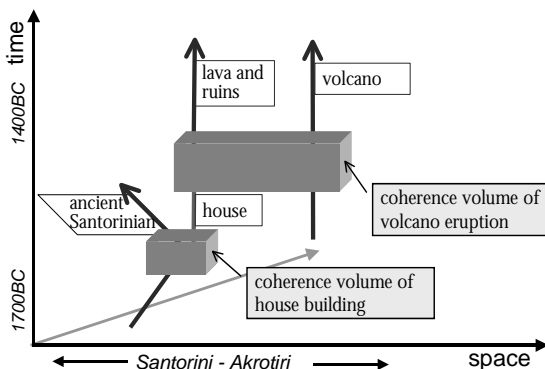 time
1400BC
1700BC
lava and
ruins
volcano
ancient
Santorinian
house
coherence volume of
volcano eruption
coherence volume of
house building
Santorini - Akrotiri
space